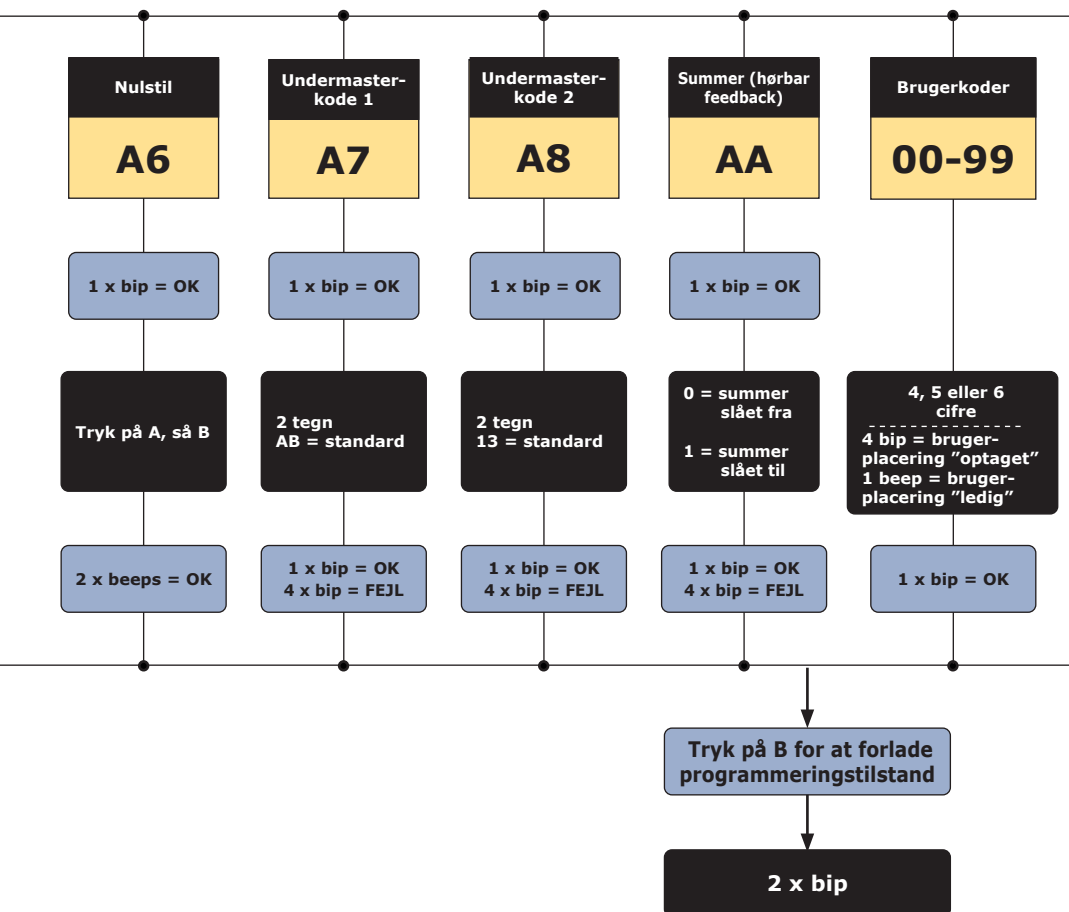 Nulstil
A6
1 x bip = OK
Tryk på A, så B
2 x beeps = OK
Undermaster-
kode 1
A7
1 x bip = OK
2 tegn
AB = standard
1 x bip = OK
4 x bip = FEJL
Undermaster-
kode 2
A8
1 x bip = OK
2 tegn
13 = standard
1 x bip = OK
4 x bip = FEJL
Summer (hørbar
feedback)
AA
1 x bip = OK
0 = summer
slået fra
1 = summer
slået til
1 x bip = OK
4 x bip = FEJL
Brugerkoder
00-99
4, 5 eller 6
cifre
4 bip = bruger-
placering ”optaget”
1 beep = bruger-
placering ”ledig”
1 x bip = OK
Tryk på B for at forlade
programmeringstilstand
2 x bip